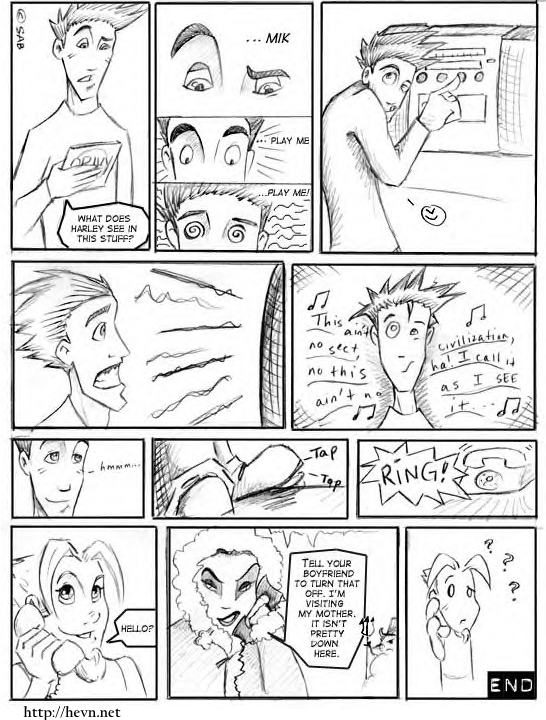 © SAB
WHAT DOES
HARLEY SEE IN
THIS STUFF?
... MIK
... PLAY ME
...PLAY ME!
This
ain't
no sect,
no this
ain't no
civilization,
ha! I call it
as I SEE
it . . .
hmmm...
TAP
Tap
RING!
HELLO?
TELL YOUR
BOYFRIEND
TO TURN THAT
OFF. I'M
VISITING
MY MOTHER.
IT ISN'T
PRETTY
DOWN
HERE.
? ? ?
END
http://hevn.net